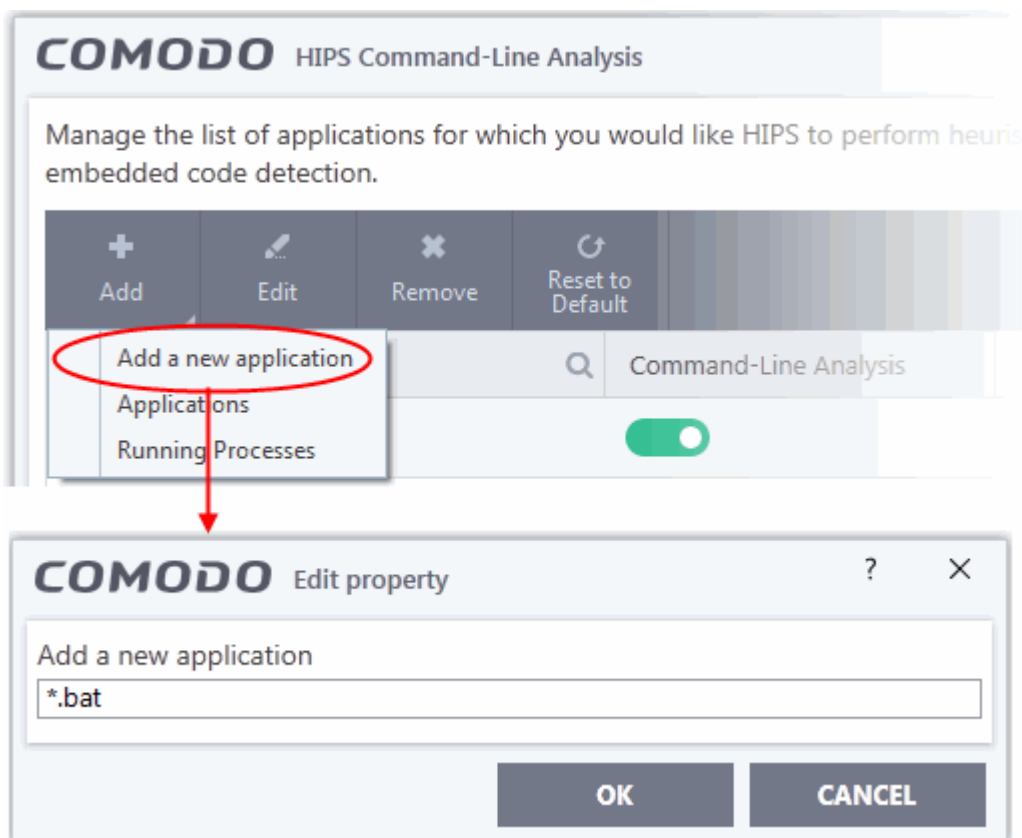 COMODO HIPS Command-Line Analysis
Manage the list of applications for which you would like HIPS to perform heuris
embedded code detection.
Add
Edit
Remove
Reset to
Default
Add a new application
Command-Line Analysis
Applications
Running Processes
COMODO Edit property
?
Add a new application
*.bat
OK
CANCEL